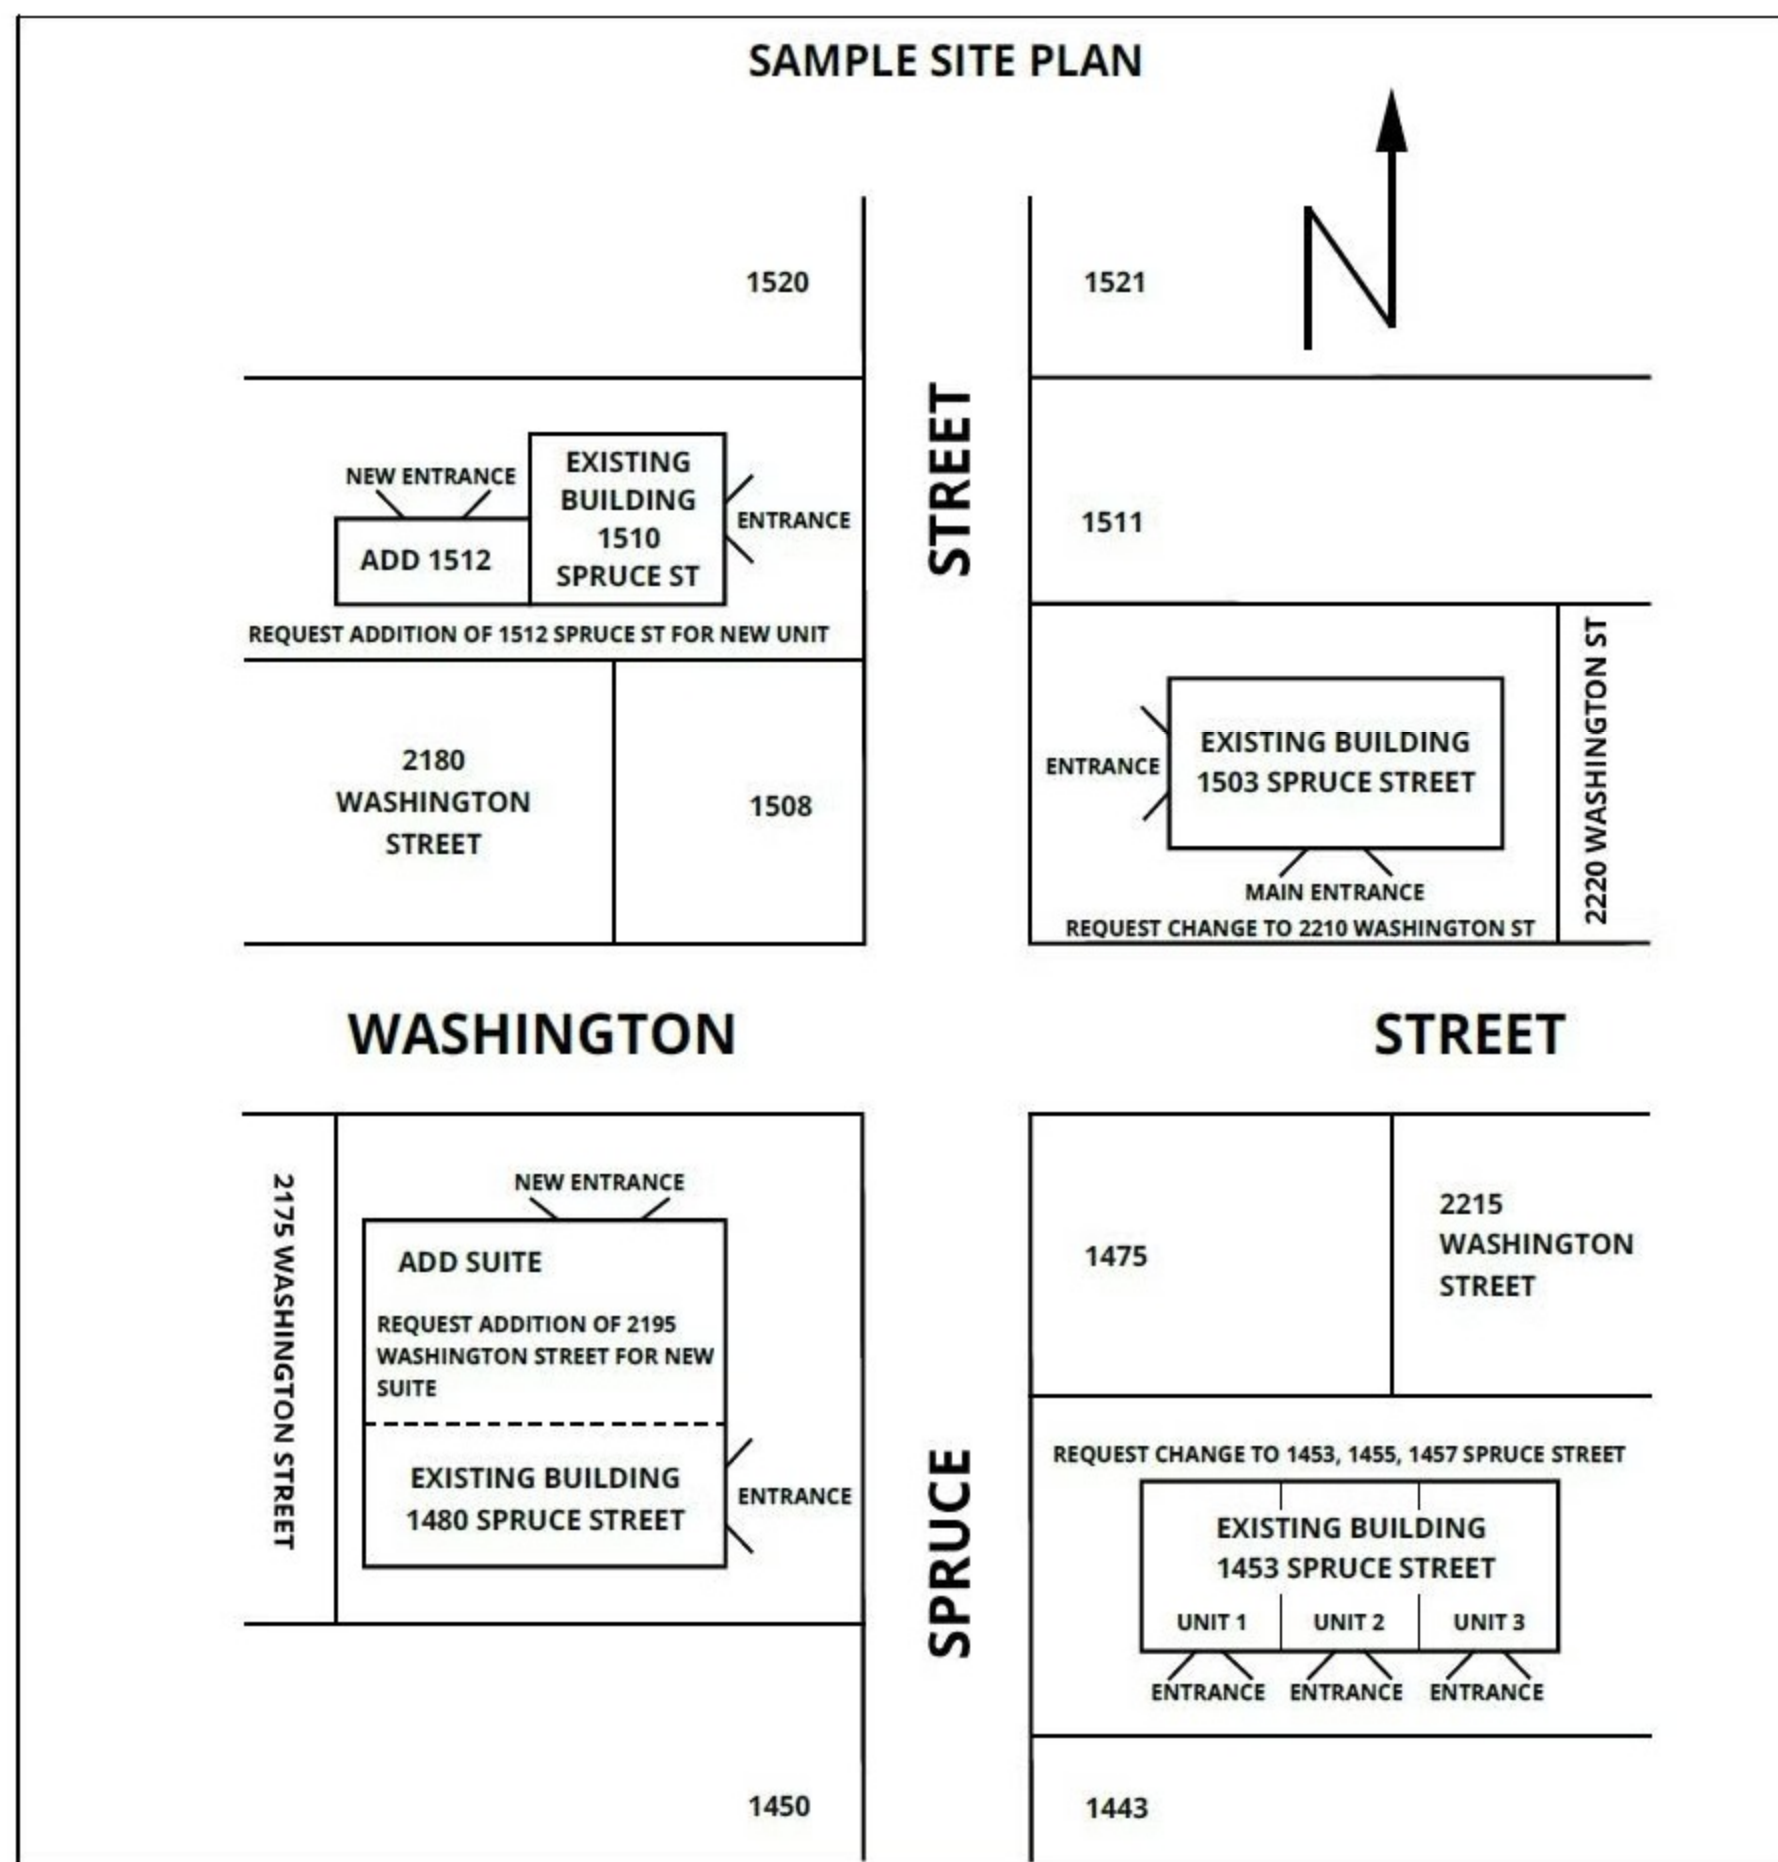 SAMPLE SITE PLAN
N
1520
1521
STREET
NEW ENTRANCE
EXISTING
BUILDING
1510
SPRUCE ST
ENTRANCE
ADD 1512
REQUEST ADDITION OF 1512 SPRUCE ST FOR NEW UNIT
1511
2180
WASHINGTON
STREET
1508
ENTRANCE
EXISTING BUILDING
1503 SPRUCE STREET
MAIN ENTRANCE
REQUEST CHANGE TO 2210 WASHINGTON ST
2220 WASHINGTON ST
WASHINGTON STREET
2175 WASHINGTON STREET
NEW ENTRANCE
ADD SUITE
REQUEST ADDITION OF 2195
WASHINGTON STREET FOR NEW
SUITE
EXISTING BUILDING
1480 SPRUCE STREET
ENTRANCE
1475
2215
WASHINGTON
STREET
SPRUCE
REQUEST CHANGE TO 1453, 1455, 1457 SPRUCE STREET
EXISTING BUILDING
1453 SPRUCE STREET
UNIT 1 UNIT 2 UNIT 3
ENTRANCE ENTRANCE ENTRANCE
1450
1443